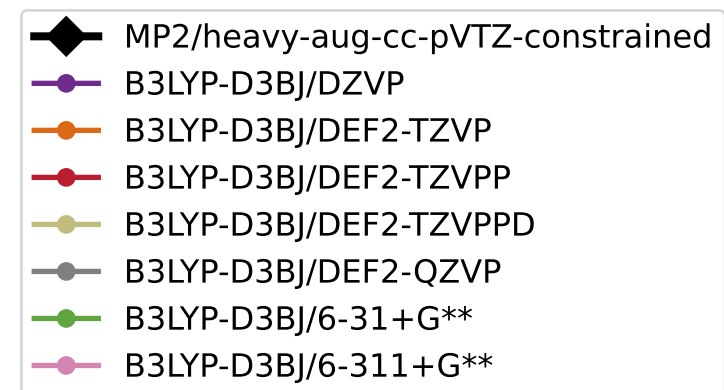 MP2/heavy-aug-cc-pVTZ-constrained
B3LYP-D3BJ/DZVP
B3LYP-D3BJ/DEF2-TZVP
B3LYP-D3BJ/DEF2-TZVPP
B3LYP-D3BJ/DEF2-TZVPPD
B3LYP-D3BJ/DEF2-QZVP
B3LYP-D3BJ/6-31+G**
B3LYP-D3BJ/6-311+G**